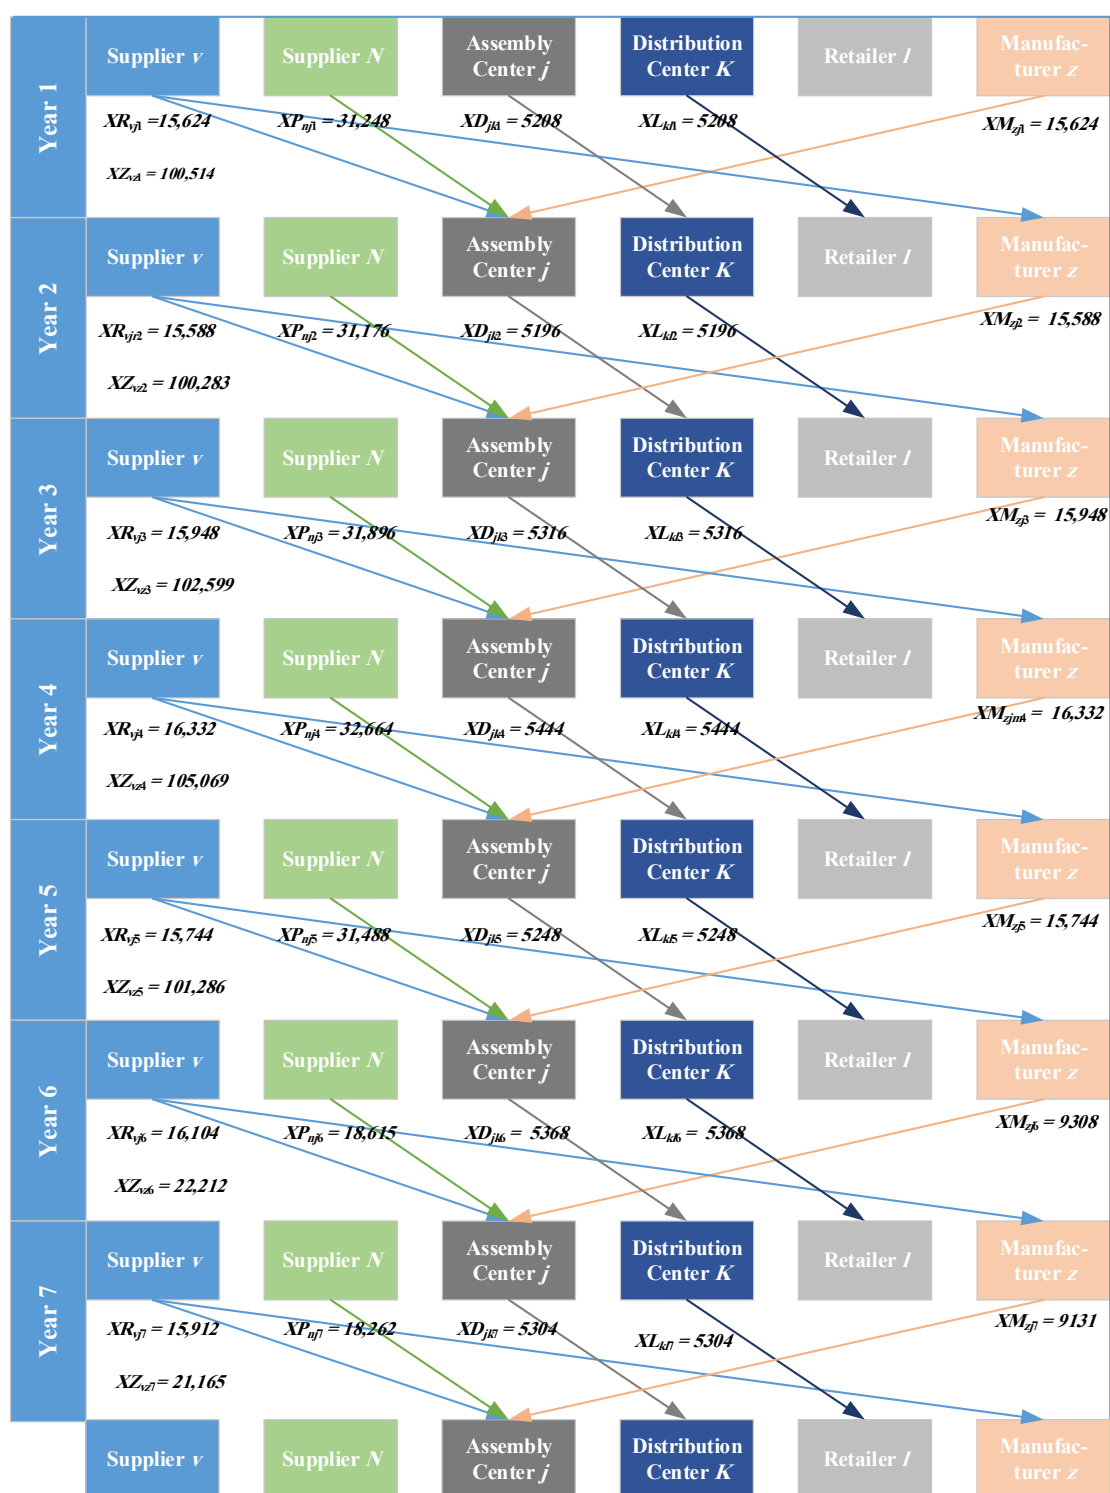 Year 1
Supplier v
Supplier N
Assembly
Center j
Distribution
Center K
Retailer l
Manufac-
turer z
XRvj1 =15,624
XPnj1 = 31,248
XDjk1 = 5208
XLkl1 = 5208
XMzj1 = 15,624
XZvz1 = 100,514
Year 2
Supplier v
Supplier N
Assembly
Center j
Distribution
Center K
Retailer l
Manufac-
turer z
XRvjr2 = 15,588
XPnj2 = 31,176
XDjk2 = 5196
XLkl2 = 5196
XMzj2 = 15,588
XZvz2 = 100,283
Year 3
Supplier v
Supplier N
Assembly
Center j
Distribution
Center K
Retailer l
Manufac-
turer z
XRvj3 = 15,948
XPnj3 = 31,896
XDjk3 = 5316
XLkl3 = 5316
XMzj3 = 15,948
XZvz3 = 102,599
Year 4
Supplier v
Supplier N
Assembly
Center j
Distribution
Center K
Retailer l
Manufac-
turer z
XRvj4 = 16,332
XPnj4 = 32,664
XDjk4 = 5444
XLkl4 = 5444
XMzjm4 = 16,332
XZvz4 = 105,069
Year 5
Supplier v
Supplier N
Assembly
Center j
Distribution
Center K
Retailer l
Manufac-
turer z
XRvj5 = 15,744
XPnj5 = 31,488
XDjk5 = 5248
XLkl5 = 5248
XMzj5 = 15,744
XZvz5 = 101,286
Year 6
Supplier v
Supplier N
Assembly
Center j
Distribution
Center K
Retailer l
Manufac-
turer z
XRvj6 = 16,104
XPnj6 = 18,615
XDjk6 = 5368
XLkl6 = 5368
XMzj6 = 9308
XZvz6 = 22,212
Year 7
Supplier v
Supplier N
Assembly
Center j
Distribution
Center K
Retailer l
Manufac-
turer z
XRvj7 = 15,912
XPnj7 = 18,262
XDjk7 = 5304
XLkl7 = 5304
XMzj7 = 9131
XZvz7 = 21,165
Supplier v
Supplier N
Assembly
Center j
Distribution
Center K
Retailer l
Manufac-
turer z